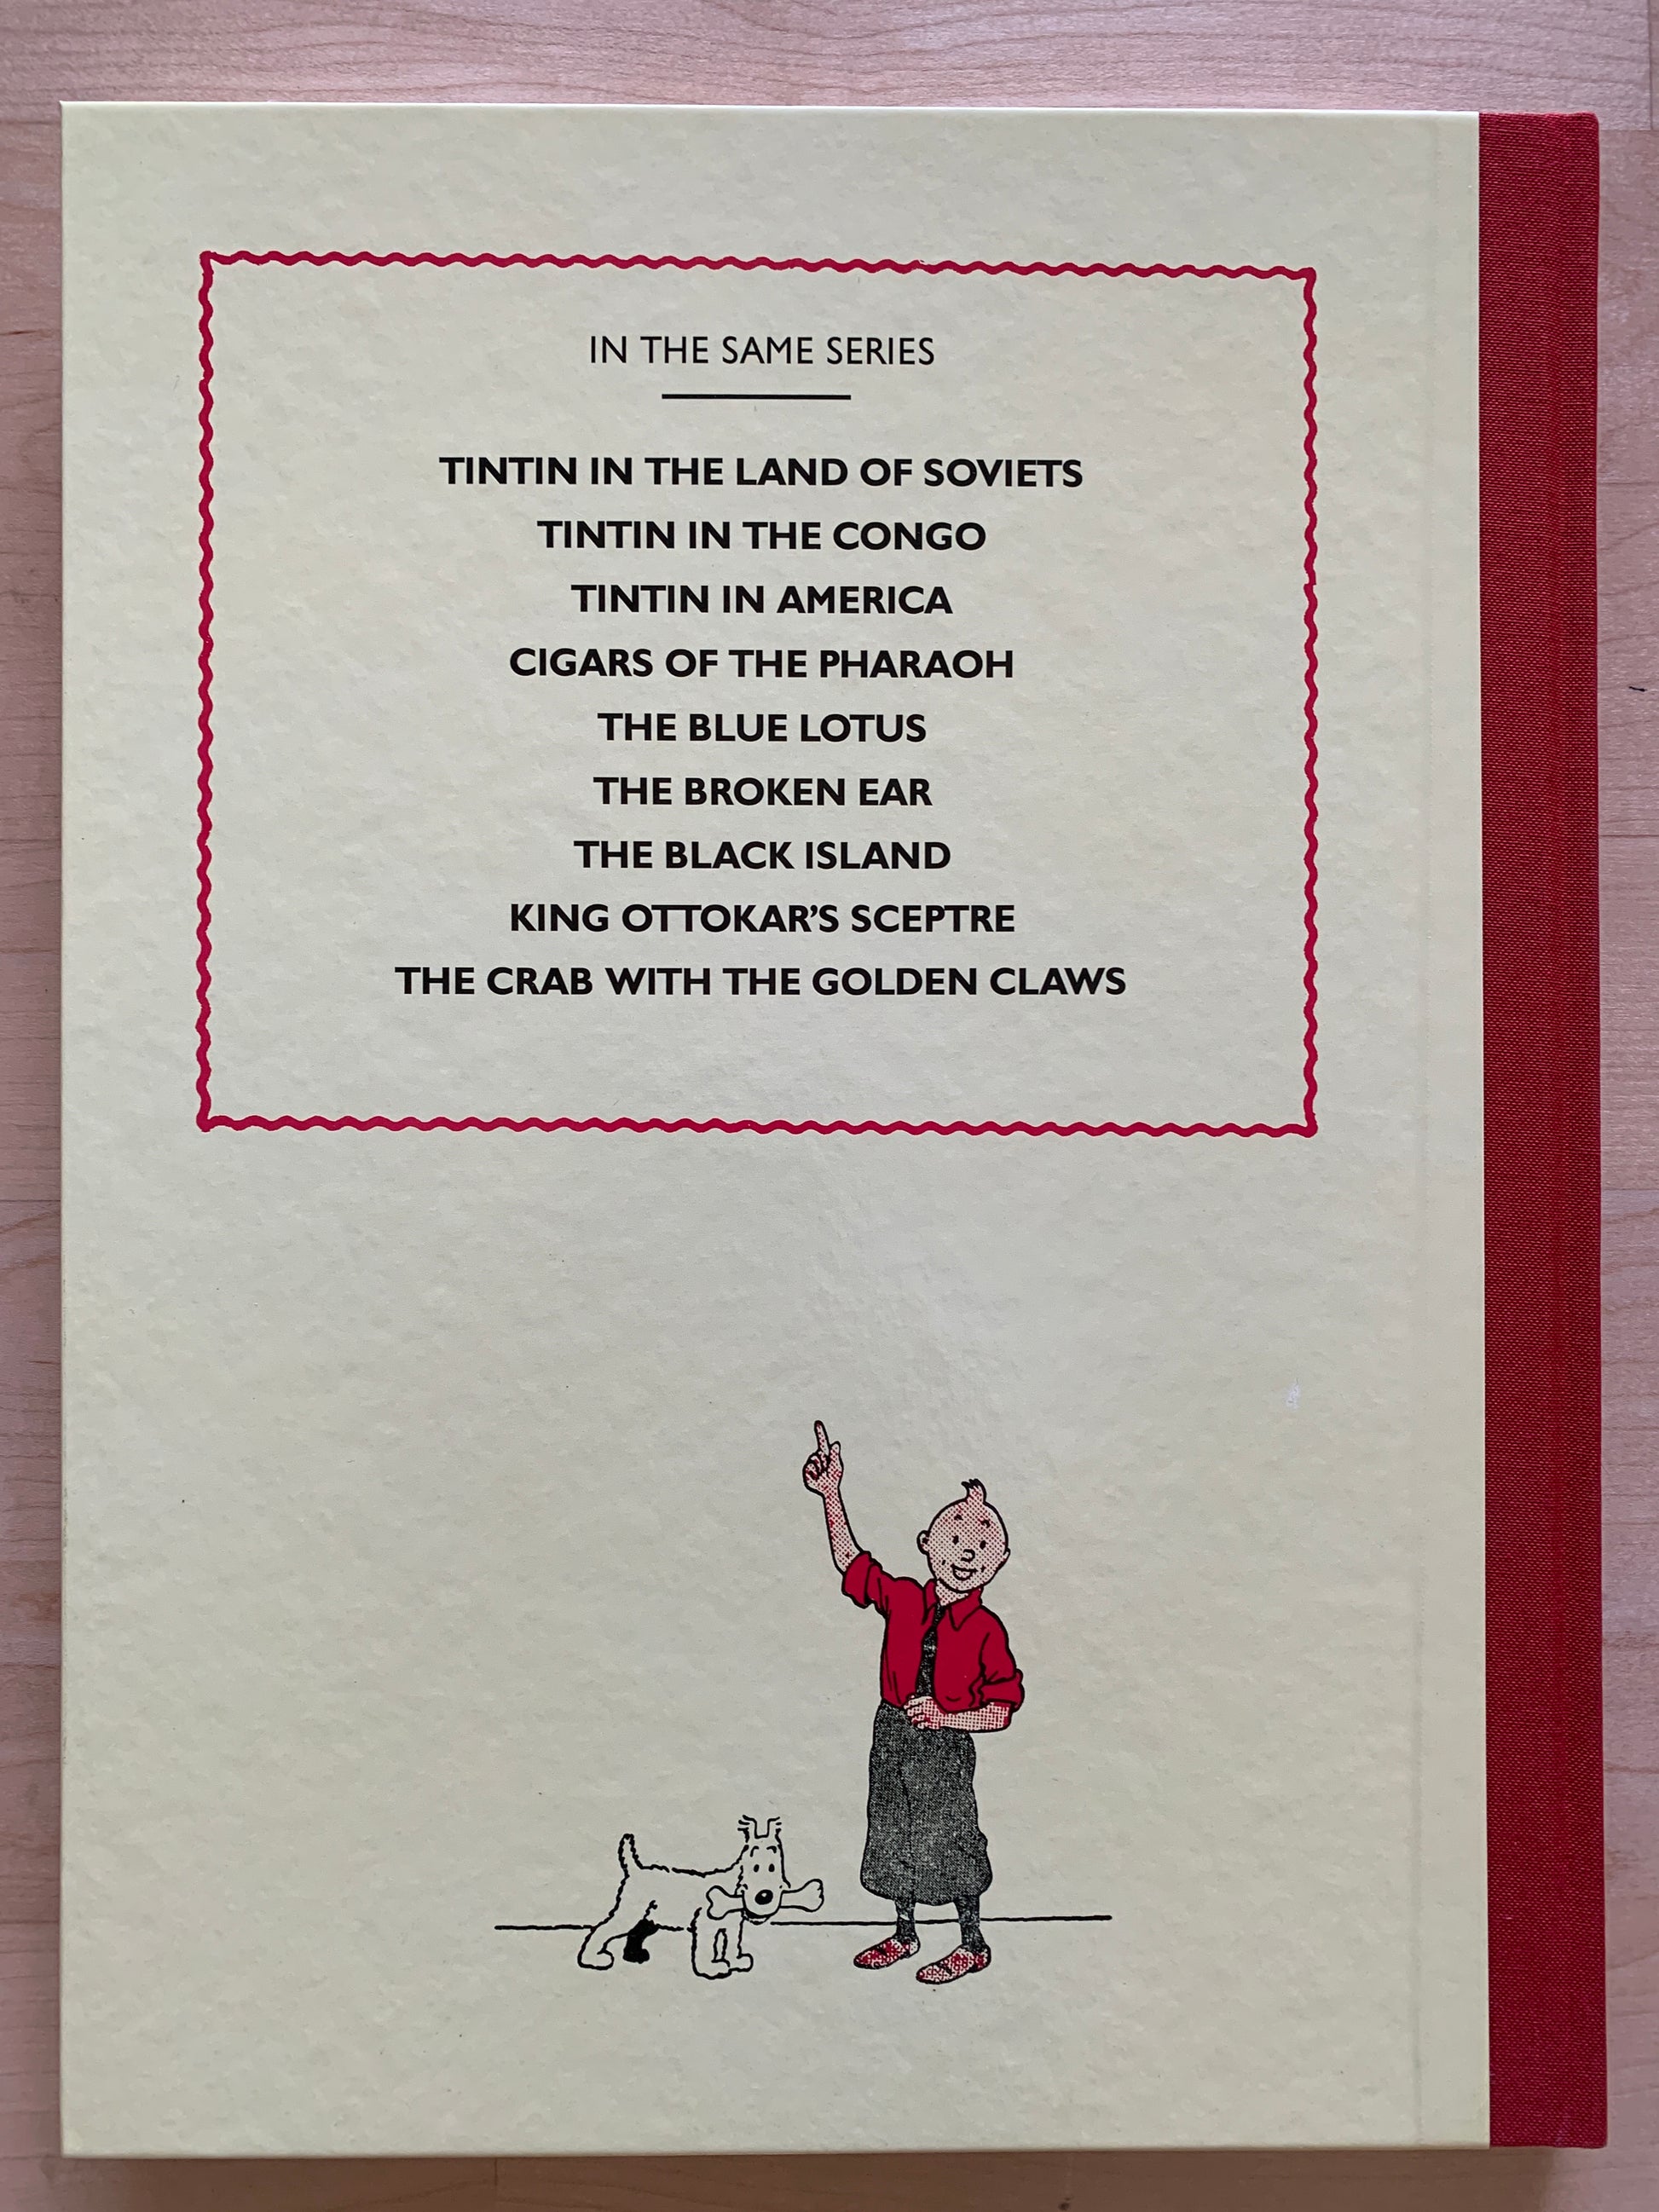 IN THE SAME SERIES
TINTIN IN THE LAND OF SOVIETS
TINTIN IN THE CONGO
TINTIN IN AMERICA
CIGARS OF THE PHARAOH
THE BLUE LOTUS
THE BROKEN EAR
THE BLACK ISLAND
KING OTTOKAR’S SCEPTRE
THE CRAB WITH THE GOLDEN CLAWS